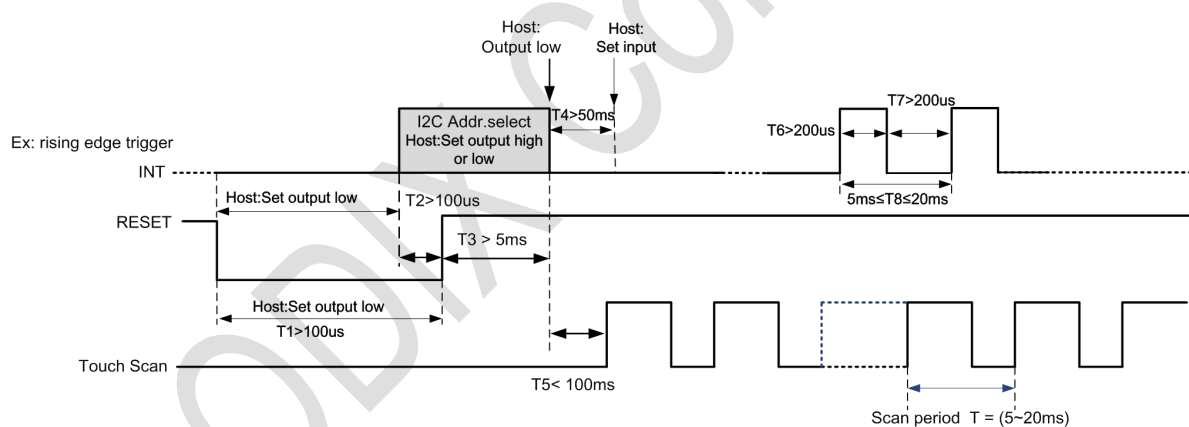 Host:
Output low
Host:
Set input
I2C Addr.select
Host:Set output high
or low
T4>50ms
T7>200us
T6>200us
Ex: rising edge trigger
INT
5ms≤T8≤20ms
Host:Set output low
T2>100us
RESET
T3 > 5ms
Host:Set output low
T1>100us
Touch Scan
T5< 100ms
Scan period T = (5~20ms)